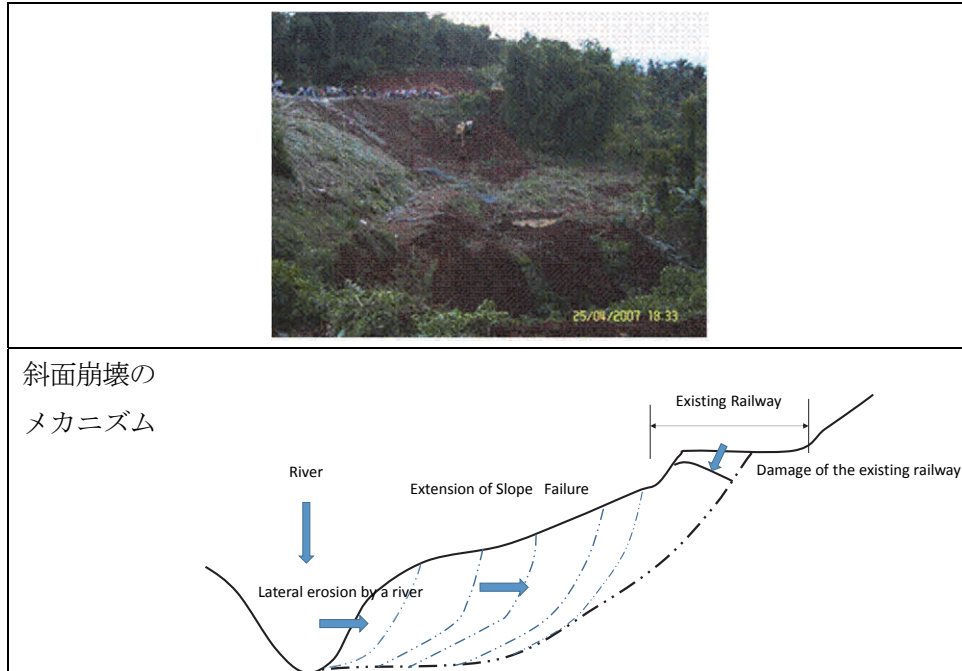 25/04/2007 18:33
斜面崩壊の
メカニズム
Existing Railway
River
Extension of Slope Failure
Damage of the existing railway
Lateral erosion by a river